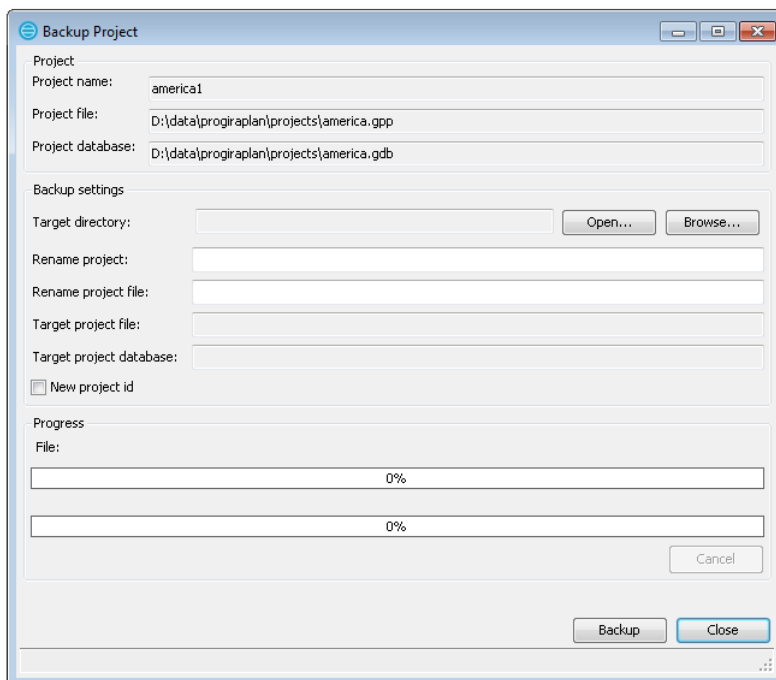 Backup Project
Project
Project name: america1
Project file: D:\data\progiraplan\projects\america.gpp
Project database: D:\data\progiraplan\projects\america.gdb
Backup settings
Target directory: Open... Browse...
Rename project:
Rename project file:
Target project file:
Target project database:
New project id
Progress
File:
0%
0%
Cancel
Backup Close